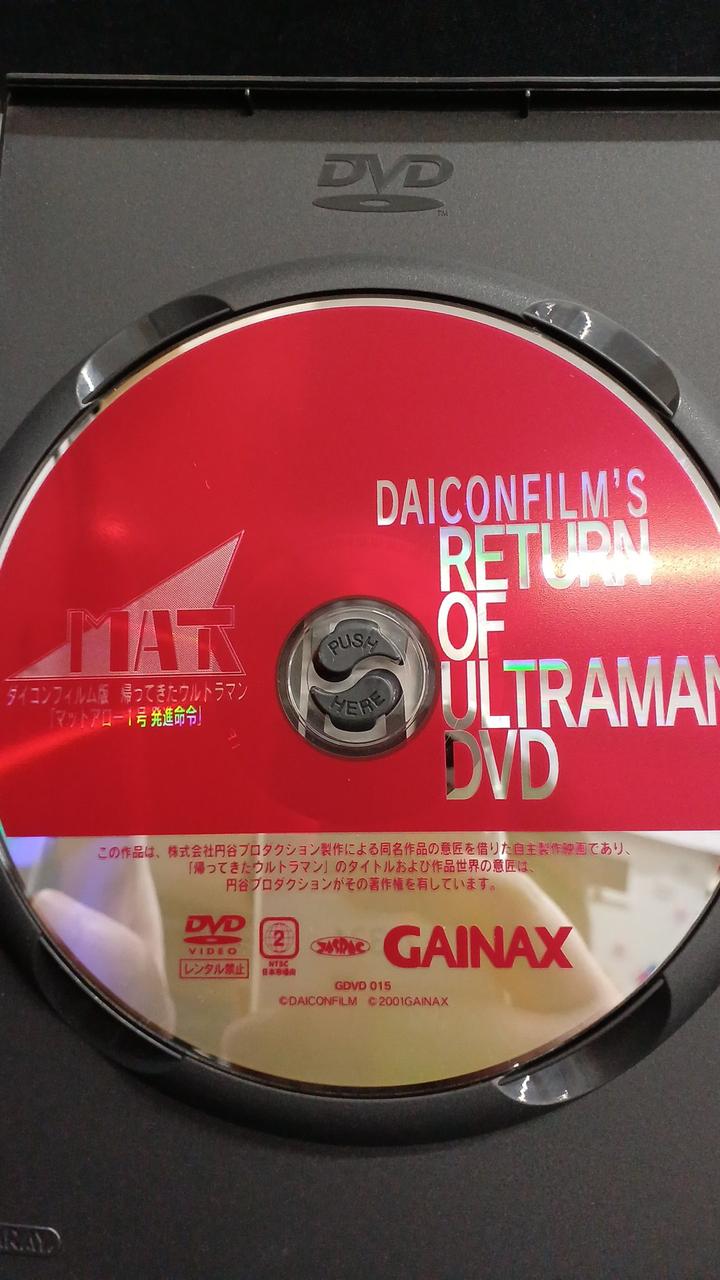 DVD
TM
DAICONFILM'S
RETURN
OF
ULTRAMAN
DVD
MAT
ダイコンフィルム版 帰ってきたウルトラマン
「マットアロー1号 発進命令」
PUSH
HERE
この作品は、株式会社円谷プロダクション製作による同名作品の意匠を借りた自主製作映画であり、
「帰ってきたウルトラマン」のタイトルおよび作品世界の意匠は、
円谷プロダクションがその著作権を有しています。
DVD
VIDEO
レンタル禁止
2
NTSC
日本市場向
JASRAC
GAINAX
GDVD 015
©DAICONFILM ©2001GAINAX